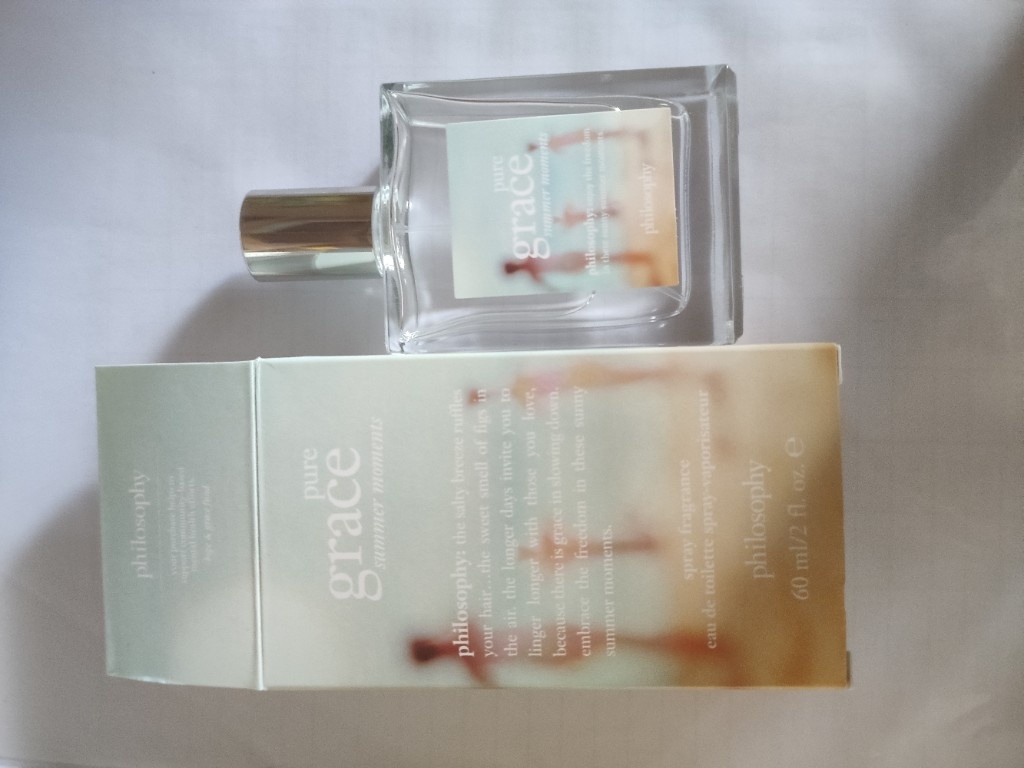 pure
grace
summer moments
philosophy: 
philosophy
philosophy
pure
grace
summer moments
philosophy: the salty breeze ruffles
your hair...the sweet smell of figs in
the air. the longer days invite you to
linger longer with those you love,
because there is grace in slowing down.
embrace the freedom in these sunny
summer moments.
spray fragrance
eau de toilette spray-vaporisateur
philosophy
60 ml/2 fl. oz. ℮